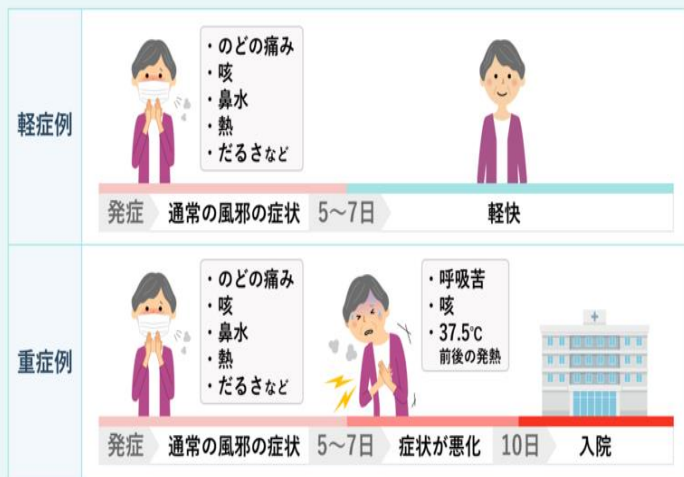 軽症例
・のどの痛み
・咳
・鼻水
・熱
・だるさなど
発症 通常の風邪の症状 5〜7日 軽快
重症例
・のどの痛み
・咳
・鼻水
・熱
・だるさなど
・呼吸苦
・咳
・37.5℃
前後の発熱
発症 通常の風邪の症状 5〜7日 症状が悪化 10日 入院